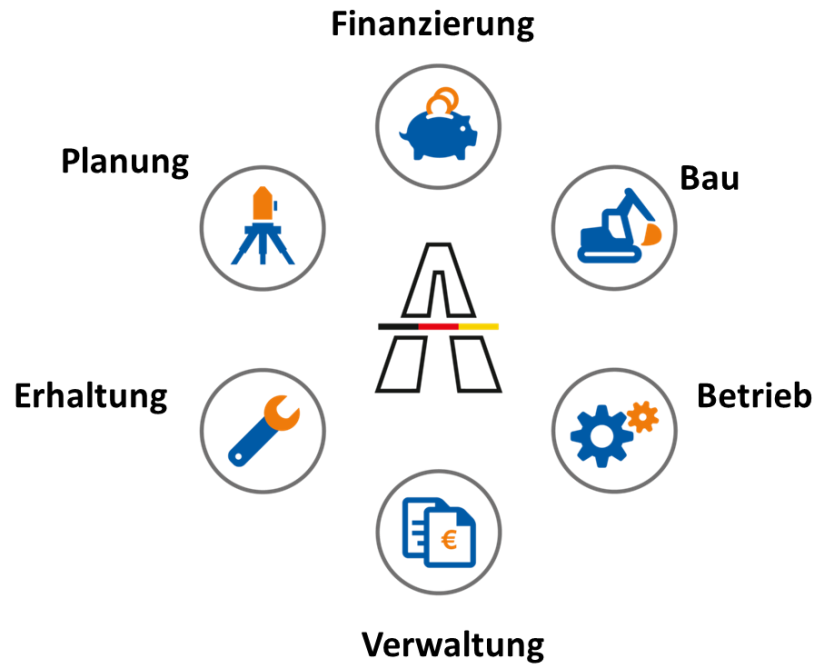 Finanzierung
Planung
Bau
Erhaltung
Betrieb
€
Verwaltung